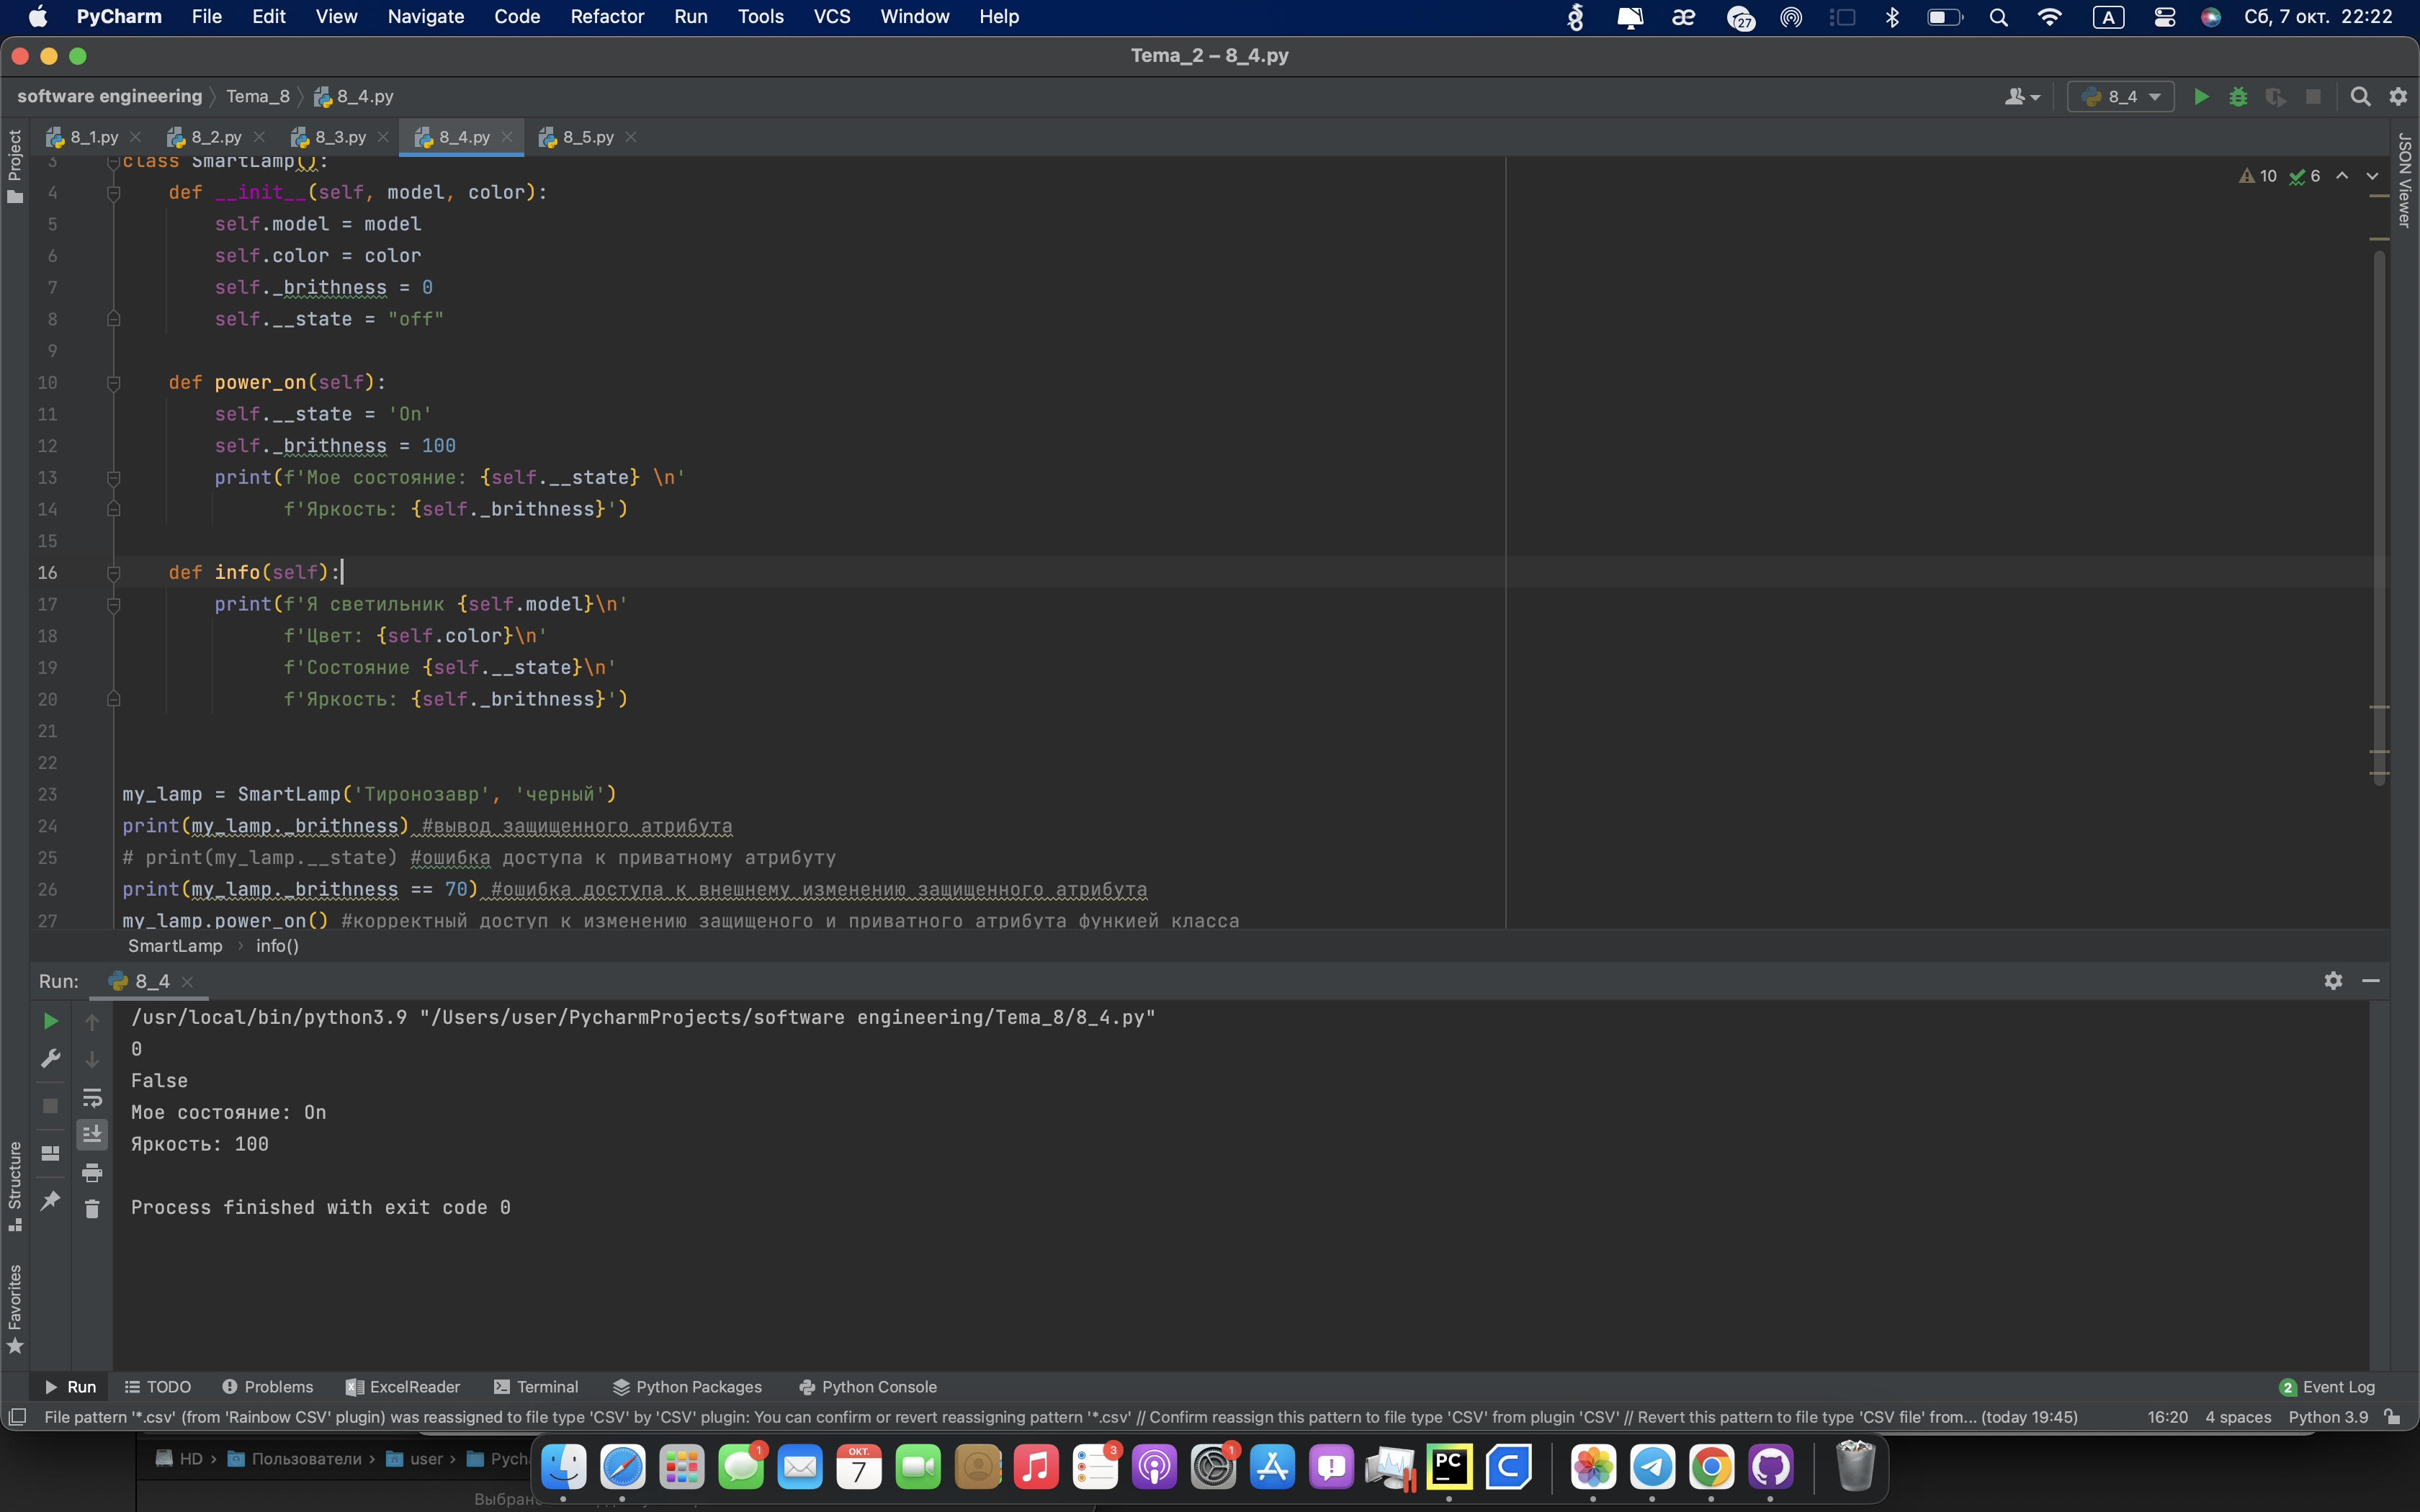 PyCharm File Edit View Navigate Code Refactor Run Tools VCS Window Help 27 A Сб, 7 окт. 22:22
Tema_2 – 8_4.py
software engineering Tema_8 8_4.py 8_4
8_1.py 8_2.py 8_3.py 8_4.py 8_5.py
Project
JSON Viewer
10 6
3 class SmartLamp():
4 def __init__(self, model, color):
5 self.model = model
6 self.color = color
7 self._brithness = 0
8 self.__state = "off"
9
10 def power_on(self):
11 self.__state = 'On'
12 self._brithness = 100
13 print(f'Мое состояние: {self.__state} \n'
14 f'Яркость: {self._brithness}')
15
16 def info(self):
17 print(f'Я светильник {self.model}\n'
18 f'Цвет: {self.color}\n'
19 f'Состояние {self.__state}\n'
20 f'Яркость: {self._brithness}')
21
22
23 my_lamp = SmartLamp('Тиронозавр', 'черный')
24 print(my_lamp._brithness) #вывод защищенного атрибута
25 # print(my_lamp.__state) #ошибка доступа к приватному атрибуту
26 print(my_lamp._brithness == 70) #ошибка доступа к внешнему изменению защищенного атрибута
27 my_lamp.power_on() #корректный доступ к изменению защищеного и приватного атрибута функией класса
SmartLamp info()
Run: 8_4
/usr/local/bin/python3.9 "/Users/user/PycharmProjects/software engineering/Tema_8/8_4.py"
0
False
Мое состояние: On
Яркость: 100
Process finished with exit code 0
Structure
Favorites
Run TODO Problems ExcelReader Terminal Python Packages Python Console 2 Event Log
File pattern '*.csv' (from 'Rainbow CSV' plugin) was reassigned to file type 'CSV' by 'CSV' plugin: You can confirm or revert reassigning pattern '*.csv' // Confirm reassign this pattern to file type 'CSV' from plugin 'CSV' // Revert this pattern to file type 'CSV file' from... (today 19:45) 16:20 4 spaces Python 3.9
HD Пользователи user Pych
1 ОКТ. 7 3 1 PC